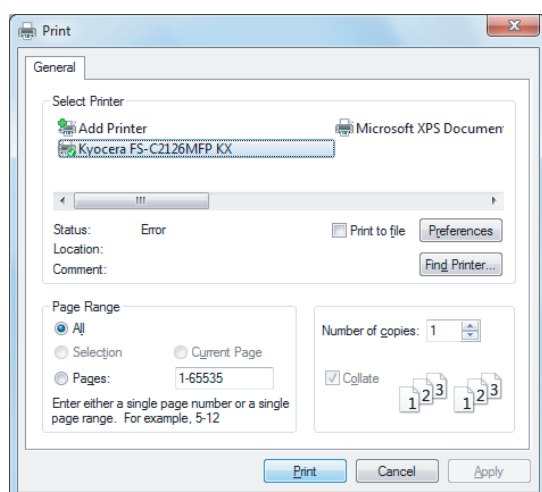 Print
General
Select Printer
Add Printer
Microsoft XPS Documen
Kyocera FS-C2126MFP KX
Status: Error
Print to file
Preferences
Location:
Comment:
Find Printer...
Page Range
All
Selection
Current Page
Pages: 1-65535
Enter either a single page number or a single
page range. For example, 5-12
Number of copies: 1
Collate
1 2 3 1 2 3
Print Cancel Apply